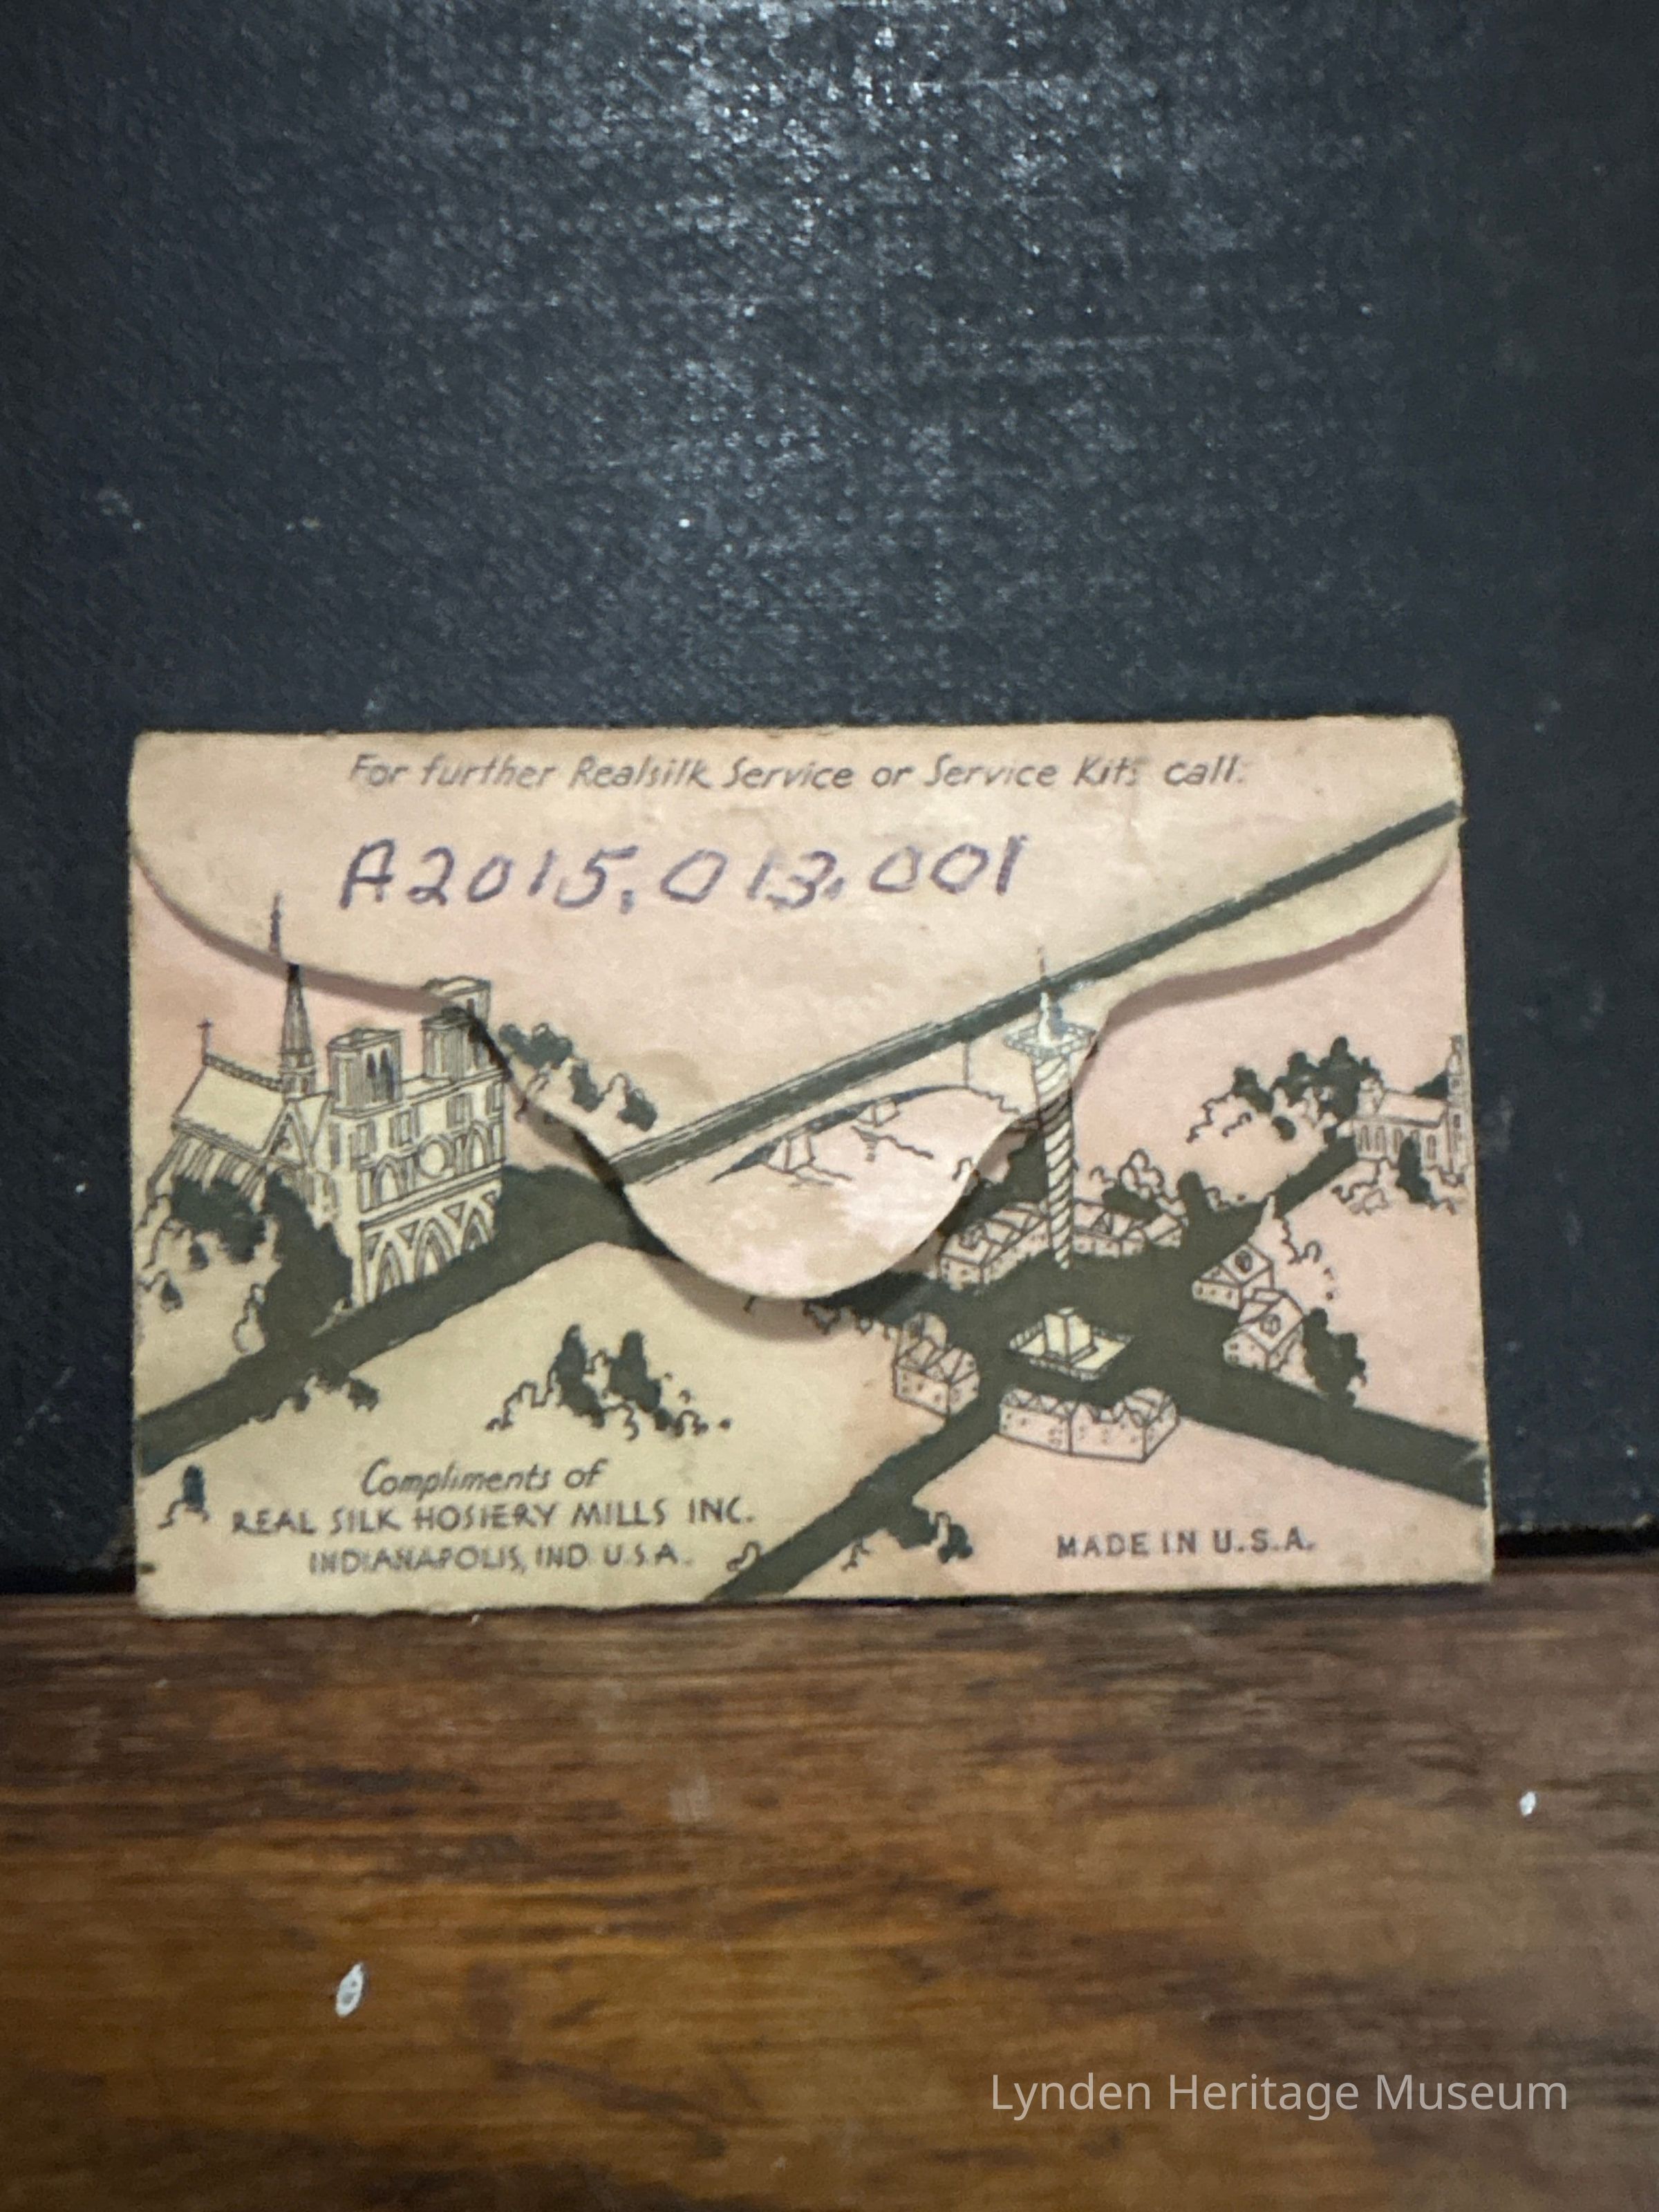 For further Realsilk Service or Service Kits call:
A2015.013.001
Compliments of
REAL SILK HOSIERY MILLS INC.
INDIANAPOLIS, IND. U.S.A.
MADE IN U.S.A.
Lynden Heritage Museum